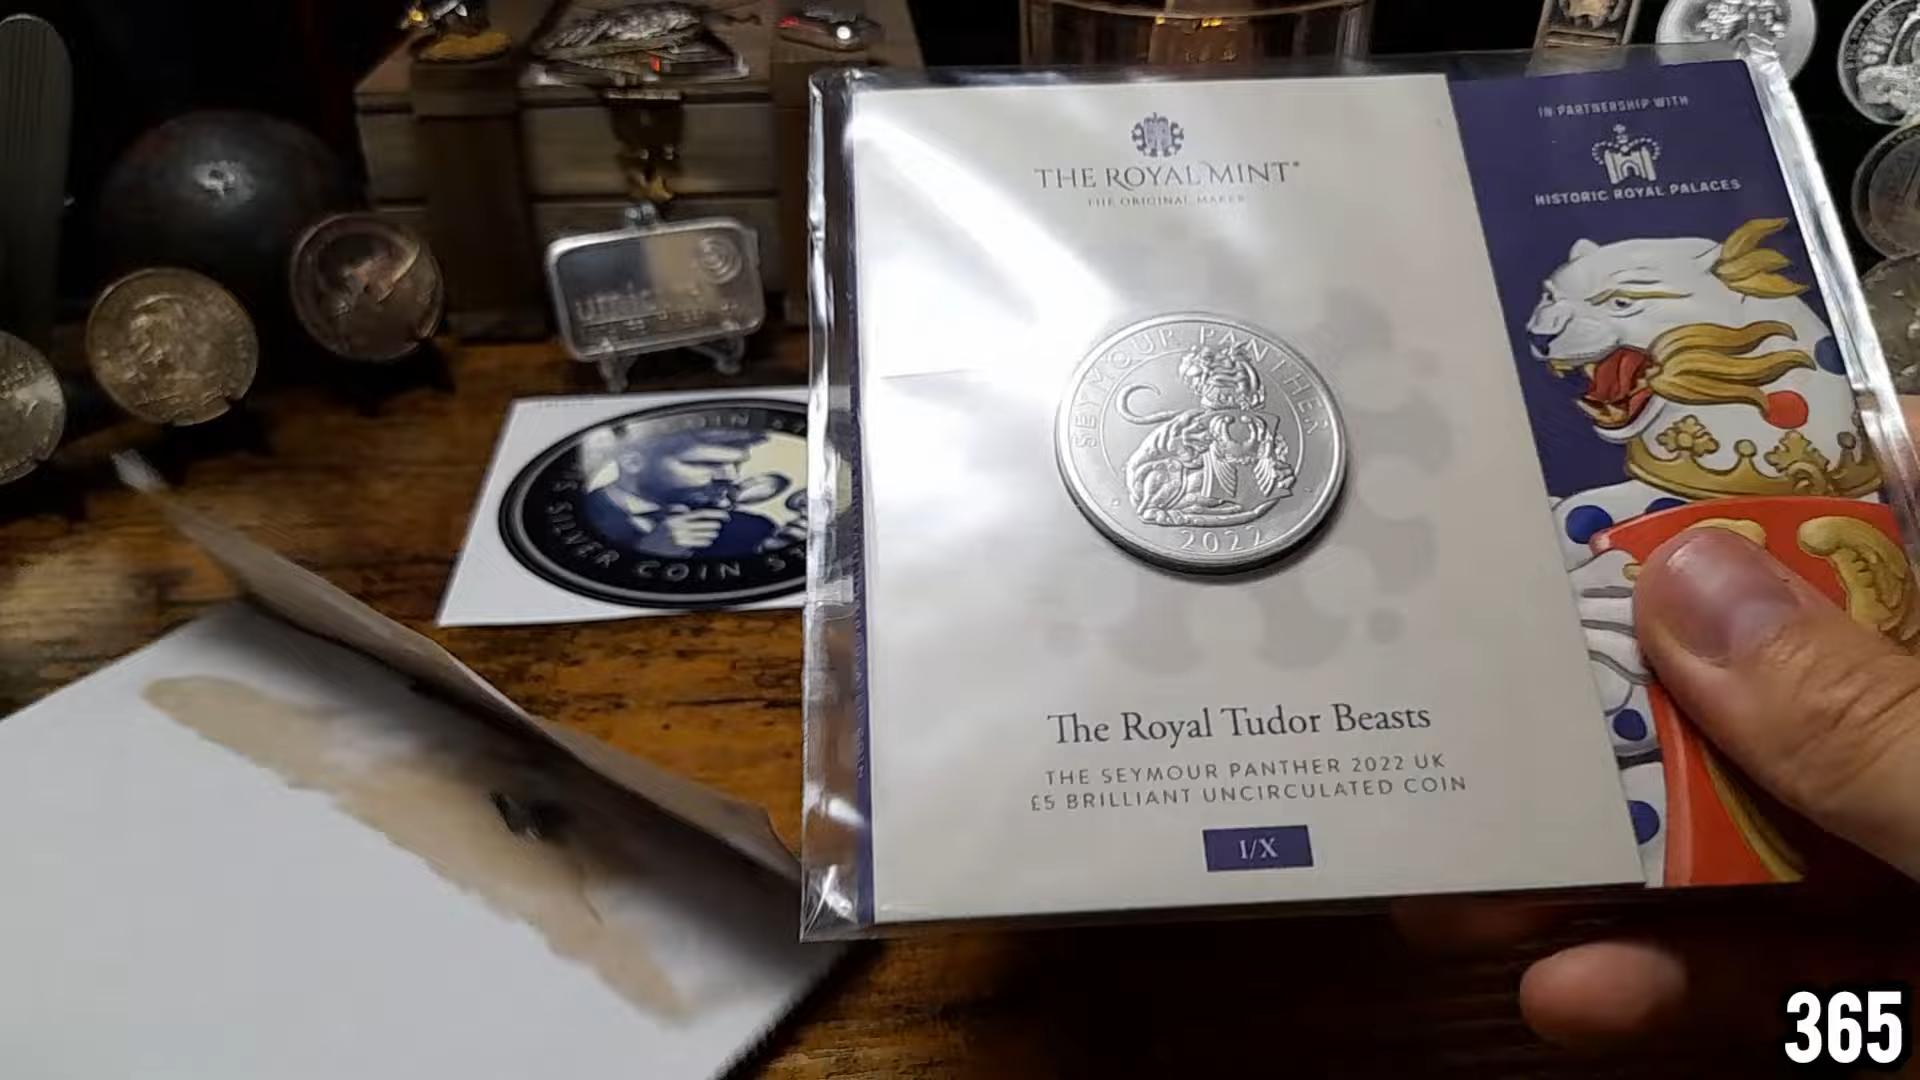 THE ROYAL MINT®
THE ORIGINAL MAKER
IN PARTNERSHIP WITH
HISTORIC ROYAL PALACES
SEYMOUR PANTHER
2022
The Royal Tudor Beasts
THE SEYMOUR PANTHER 2022 UK
£5 BRILLIANT UNCIRCULATED COIN
I/X
SILVER COIN
365